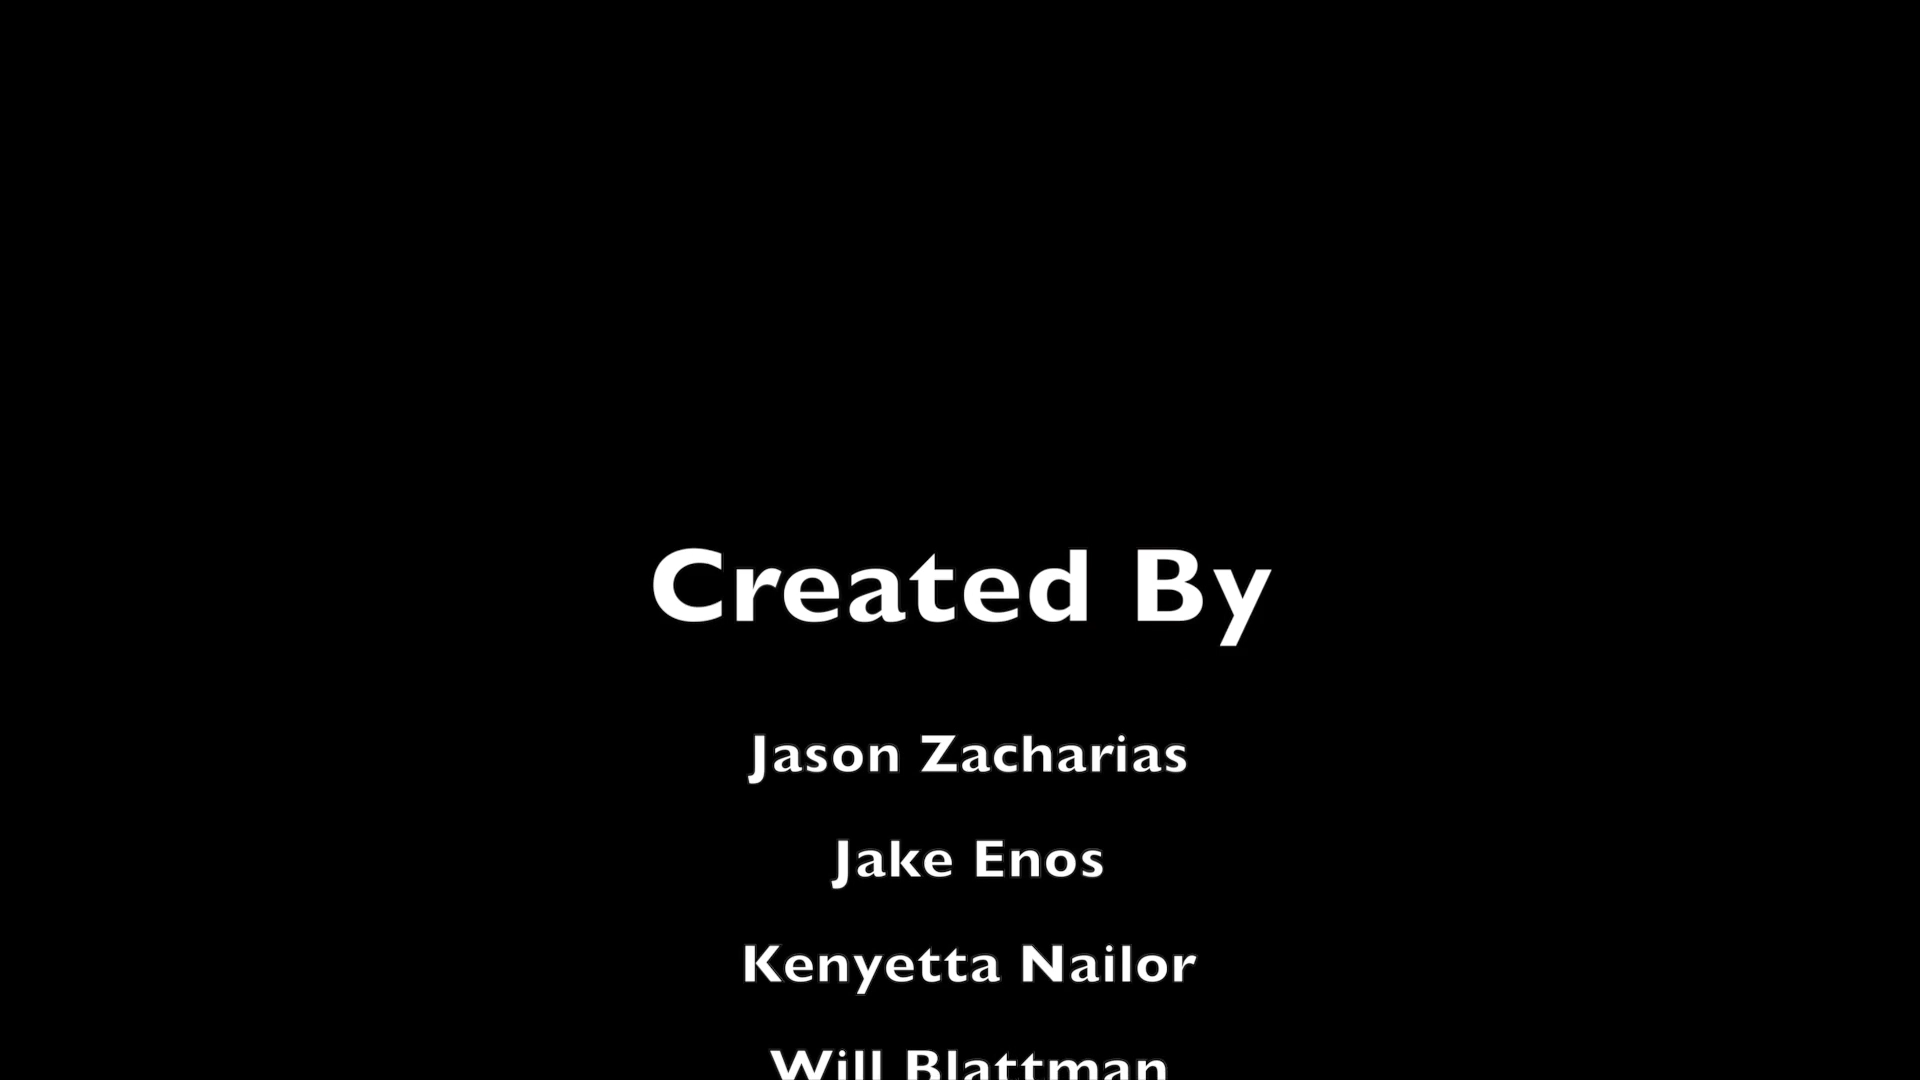 Created By
Jason Zacharias
Jake Enos
Kenyetta Nailor
Will Blattman